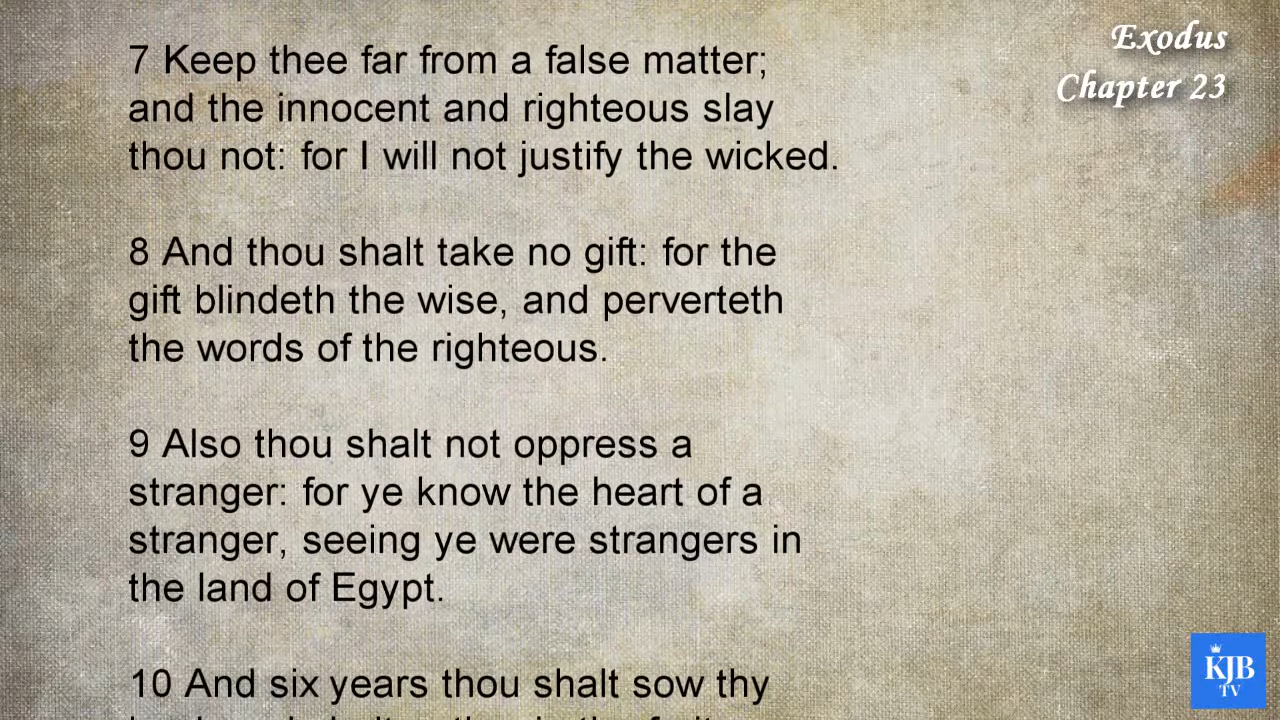 Exodus
Chapter 23
7 Keep thee far from a false matter;
and the innocent and righteous slay
thou not: for I will not justify the wicked.
8 And thou shalt take no gift: for the
gift blindeth the wise, and perverteth
the words of the righteous.
9 Also thou shalt not oppress a
stranger: for ye know the heart of a
stranger, seeing ye were strangers in
the land of Egypt.
10 And six years thou shalt sow thy
KJB
TV